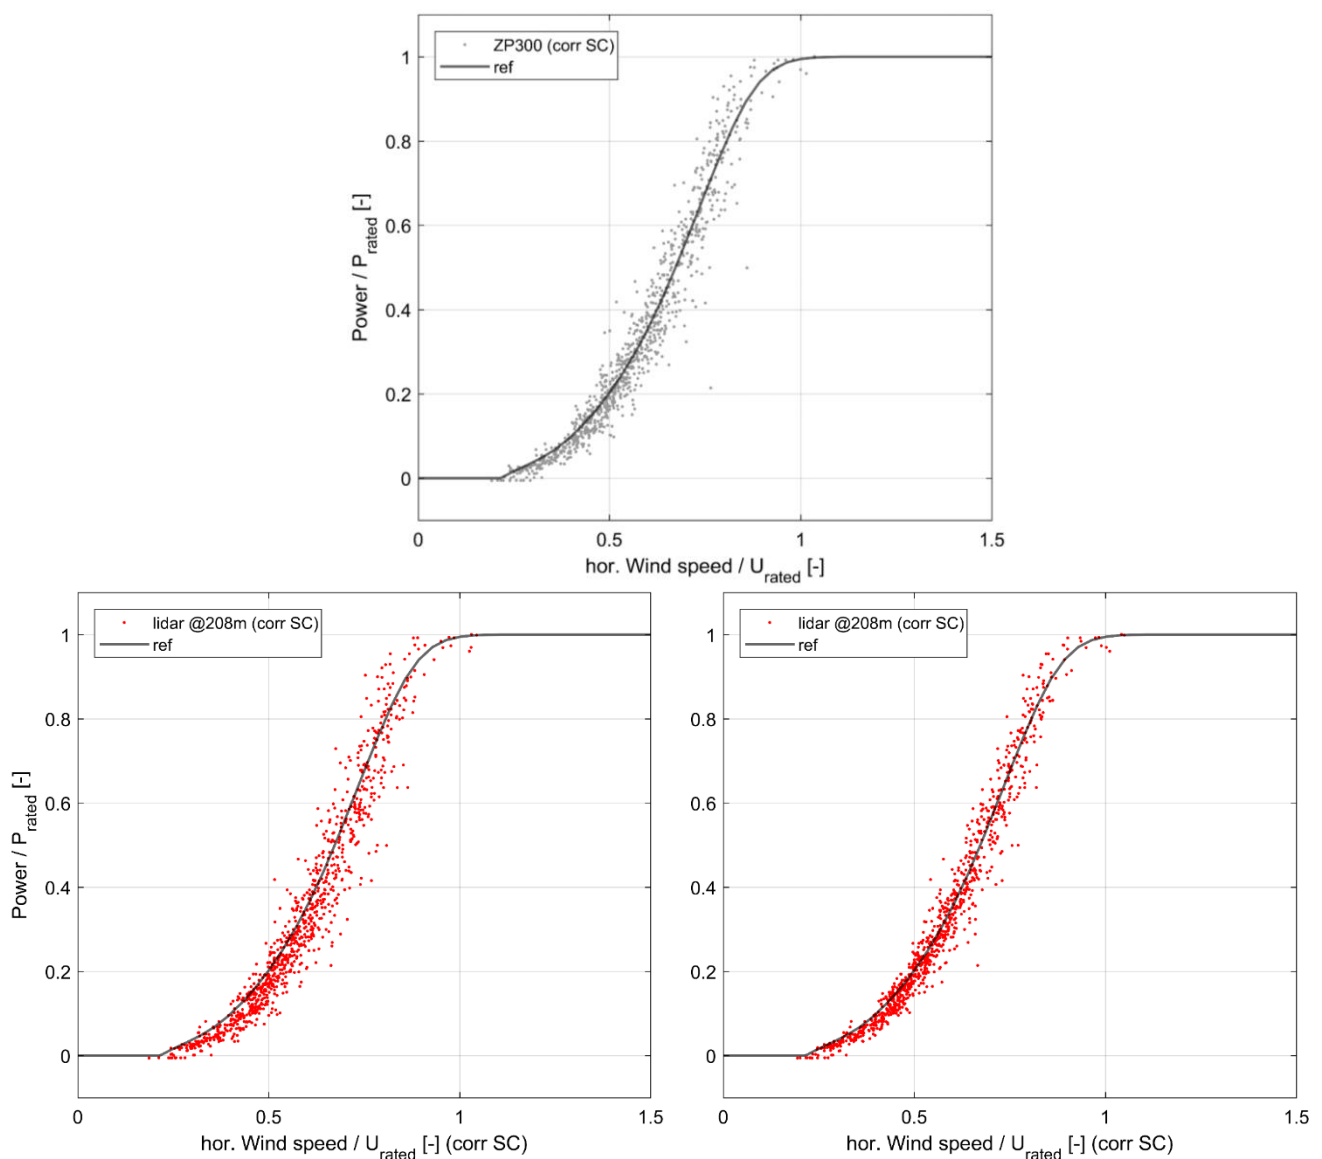 ZP300 (corr SC)
ref
1
0.8
0.6
0.4
0.2
0
Power / P_rated [-]
0 0.5 1 1.5
hor. Wind speed / U_rated [-]
lidar @208m (corr SC)
ref
1
0.8
0.6
0.4
0.2
0
Power / P_rated [-]
0 0.5 1 1.5
hor. Wind speed / U_rated [-] (corr SC)
lidar @208m (corr SC)
ref
1
0.8
0.6
0.4
0.2
0
0 0.5 1 1.5
hor. Wind speed / U_rated [-] (corr SC)